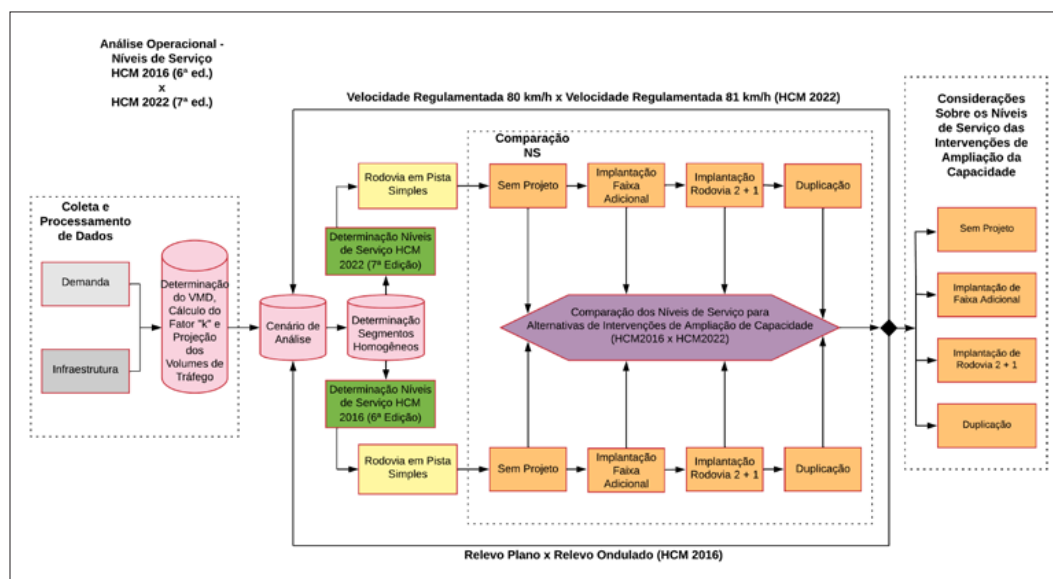 Análise Operacional -
Níveis de Serviço
HCM 2016 (6ª ed.)
x
HCM 2022 (7ª ed.)
Velocidade Regulamentada 80 km/h x Velocidade Regulamentada 81 km/h (HCM 2022)
Considerações
Sobre os Níveis
de Serviço das
Intervenções de
Ampliação da
Capacidade
Comparação
NS
Rodovia em Pista
Simples
Sem Projeto
Implantação
Faixa
Adicional
Implantação
Rodovia 2 + 1
Duplicação
Coleta e
Processamento
de Dados
Demanda
Infraestrutura
Determinação
do VMD,
Cálculo do
Fator "k" e
Projeção
dos
Volumes de
Tráfego
Cenário de
Análise
Determinação Níveis
de Serviço HCM
2022 (7ª Edição)
Determinação
Segmentos
Homogêneos
Determinação Níveis
de Serviço HCM
2016 (6ª Edição)
Comparação dos Níveis de Serviço para
Alternativas de Intervenções de Ampliação de Capacidade
(HCM2016 x HCM2022)
Rodovia em Pista
Simples
Sem Projeto
Implantação
Faixa
Adicional
Implantação
Rodovia 2 + 1
Duplicação
Sem Projeto
Implantação de
Faixa Adicional
Implantação de
Rodovia 2 + 1
Duplicação
Relevo Plano x Relevo Ondulado (HCM 2016)